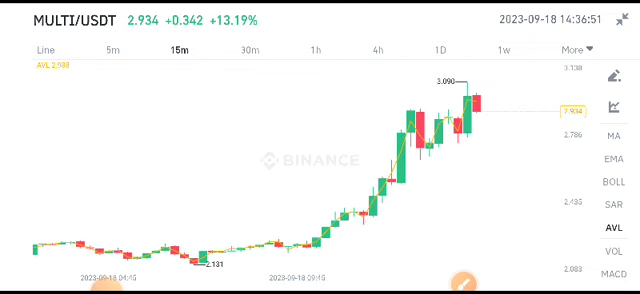 MULTI/USDT 2.934 +0.342 +13.19% 2023-09-18 14:36:51
Line 5m 15m 30m 1h 4h 1D 1w More
AVL 2.988
3.138
3.090
2.934
2.786
MA
BINANCE
EMA
BOLL
2.435
SAR
AVL
VOL
2.131
2.083
MACD
2023-09-18 04:45 2023-09-18 09:45